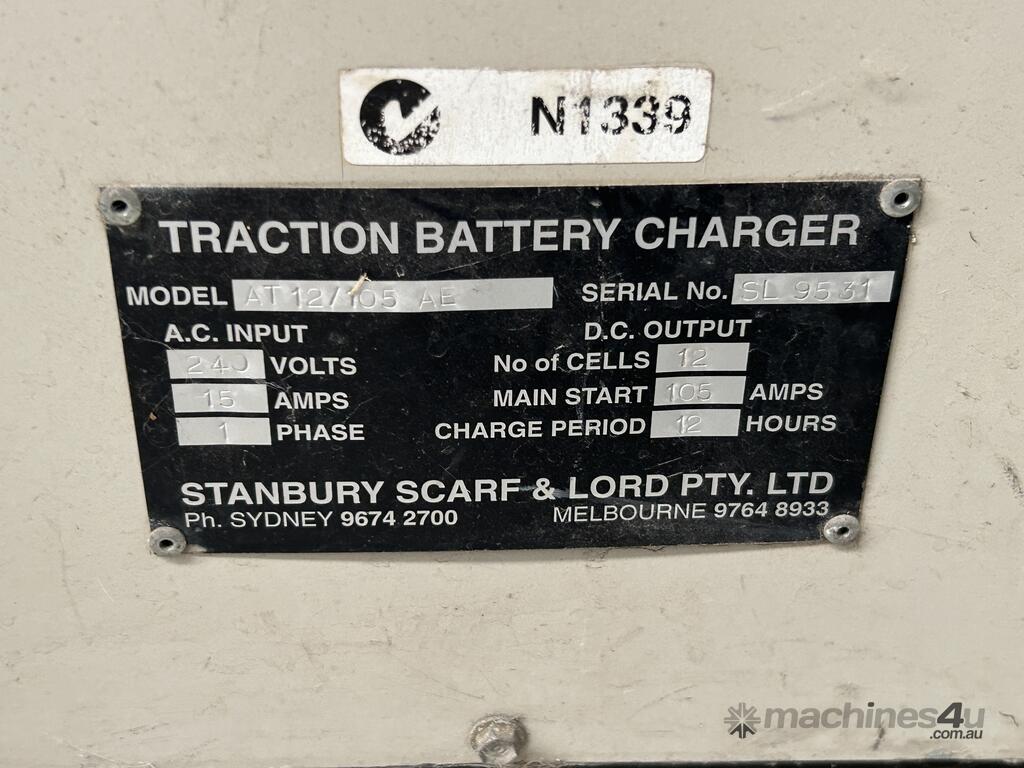 N1339
TRACTION BATTERY CHARGER
MODEL AT12/105 AE SERIAL No. SL 9531
A.C. INPUT D.C. OUTPUT
240 VOLTS No of CELLS 12
15 AMPS MAIN START 105 AMPS
1 PHASE CHARGE PERIOD 12 HOURS
STANBURY SCARF & LORD PTY. LTD
Ph. SYDNEY 9674 2700 MELBOURNE 9764 8933
machines4u
.com.au